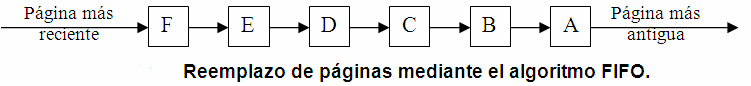 Página más
reciente
F
E
D
C
B
A
Página más
antigua
Reemplazo de páginas mediante el algoritmo FIFO.